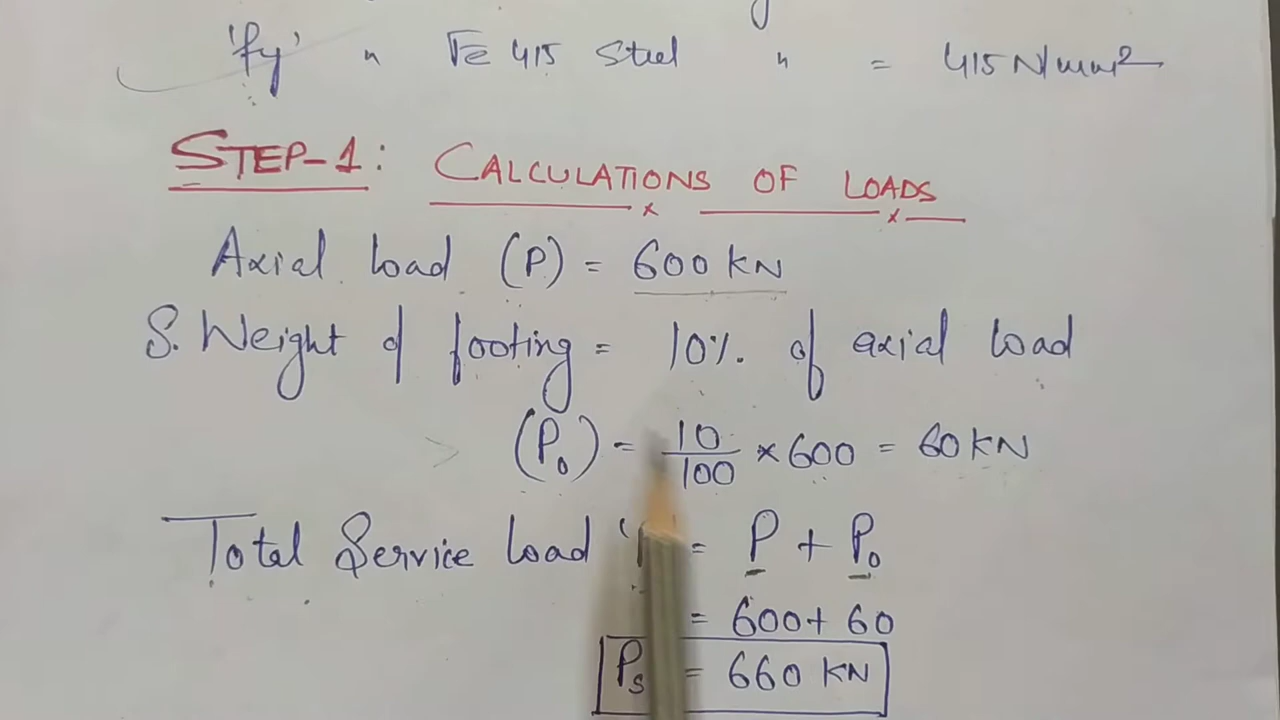 'fy' " Fe 415 Steel " = 415 N/mm²
STEP-1: CALCULATIONS OF LOADS
Axial load (P) = 600 KN
S. Weight of footing = 10% of axial load
(P₀) = 10/100 × 600 = 60 KN
Total Service load = P + P₀
= 600 + 60
Ps = 660 KN